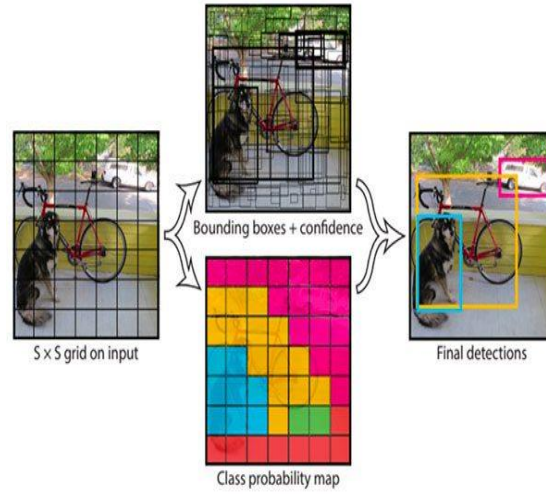 Bounding boxes + confidence
S × S grid on input
Final detections
Class probability map